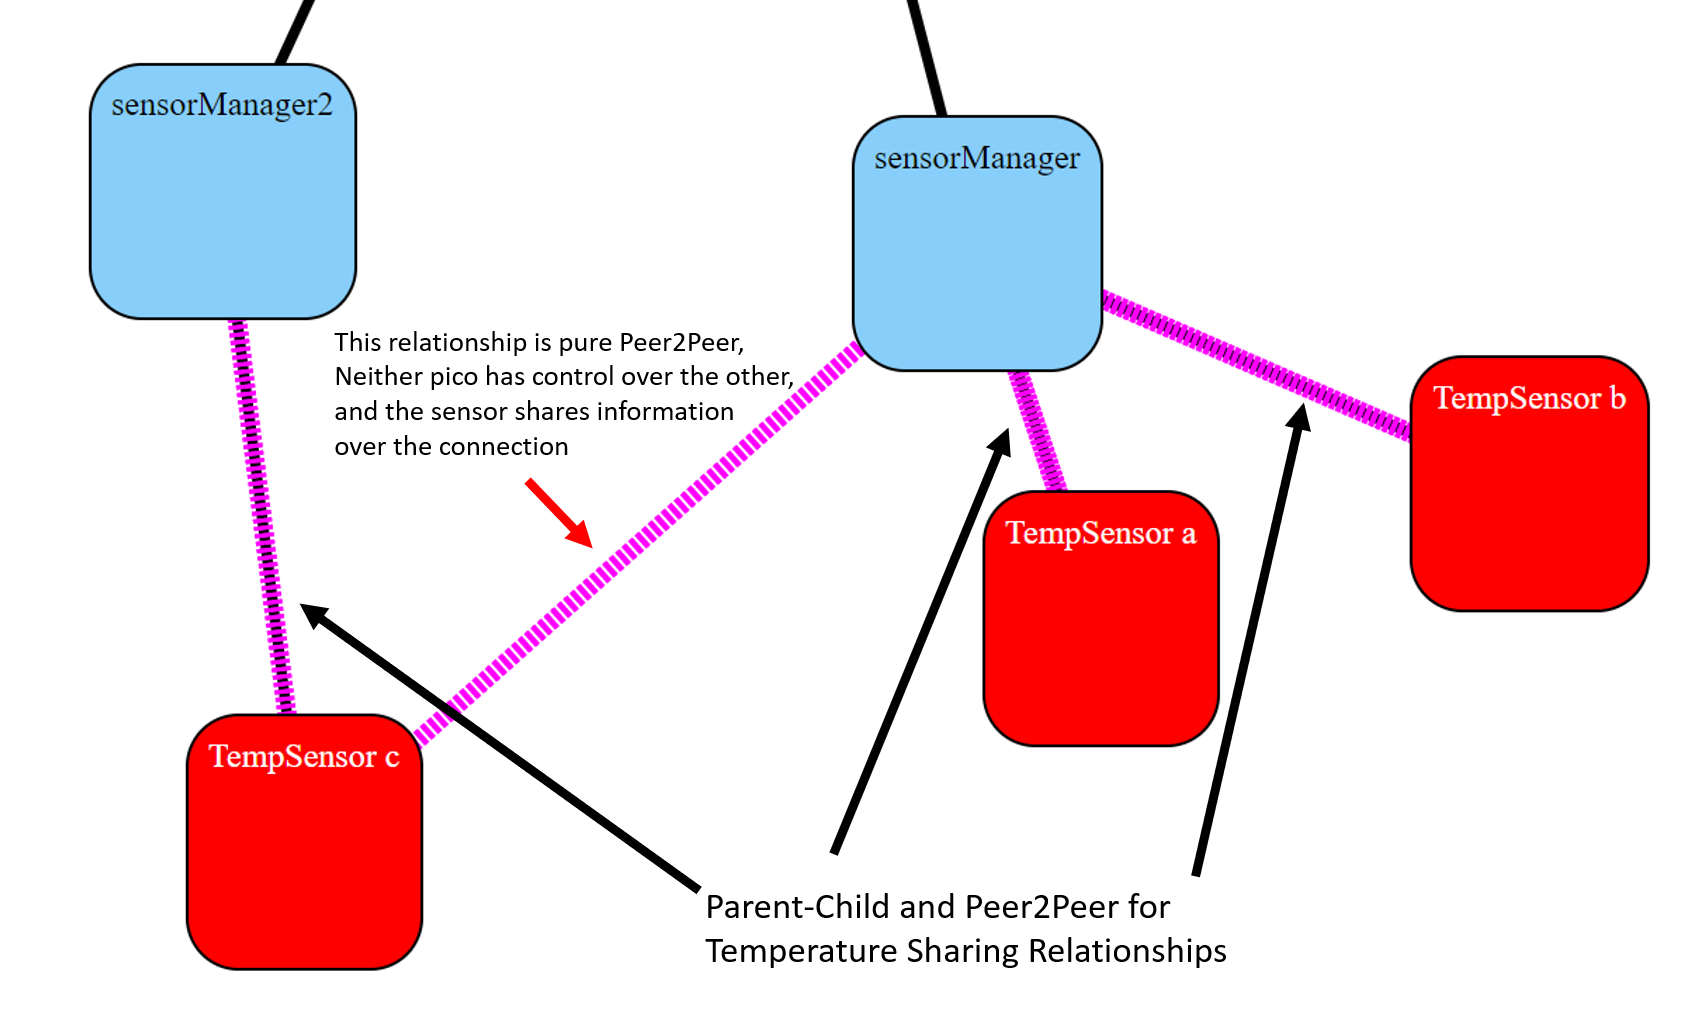 sensorManager2
sensorManager
This relationship is pure Peer2Peer,
Neither pico has control over the other,
and the sensor shares information
over the connection
TempSensor b
TempSensor a
TempSensor c
Parent-Child and Peer2Peer for
Temperature Sharing Relationships